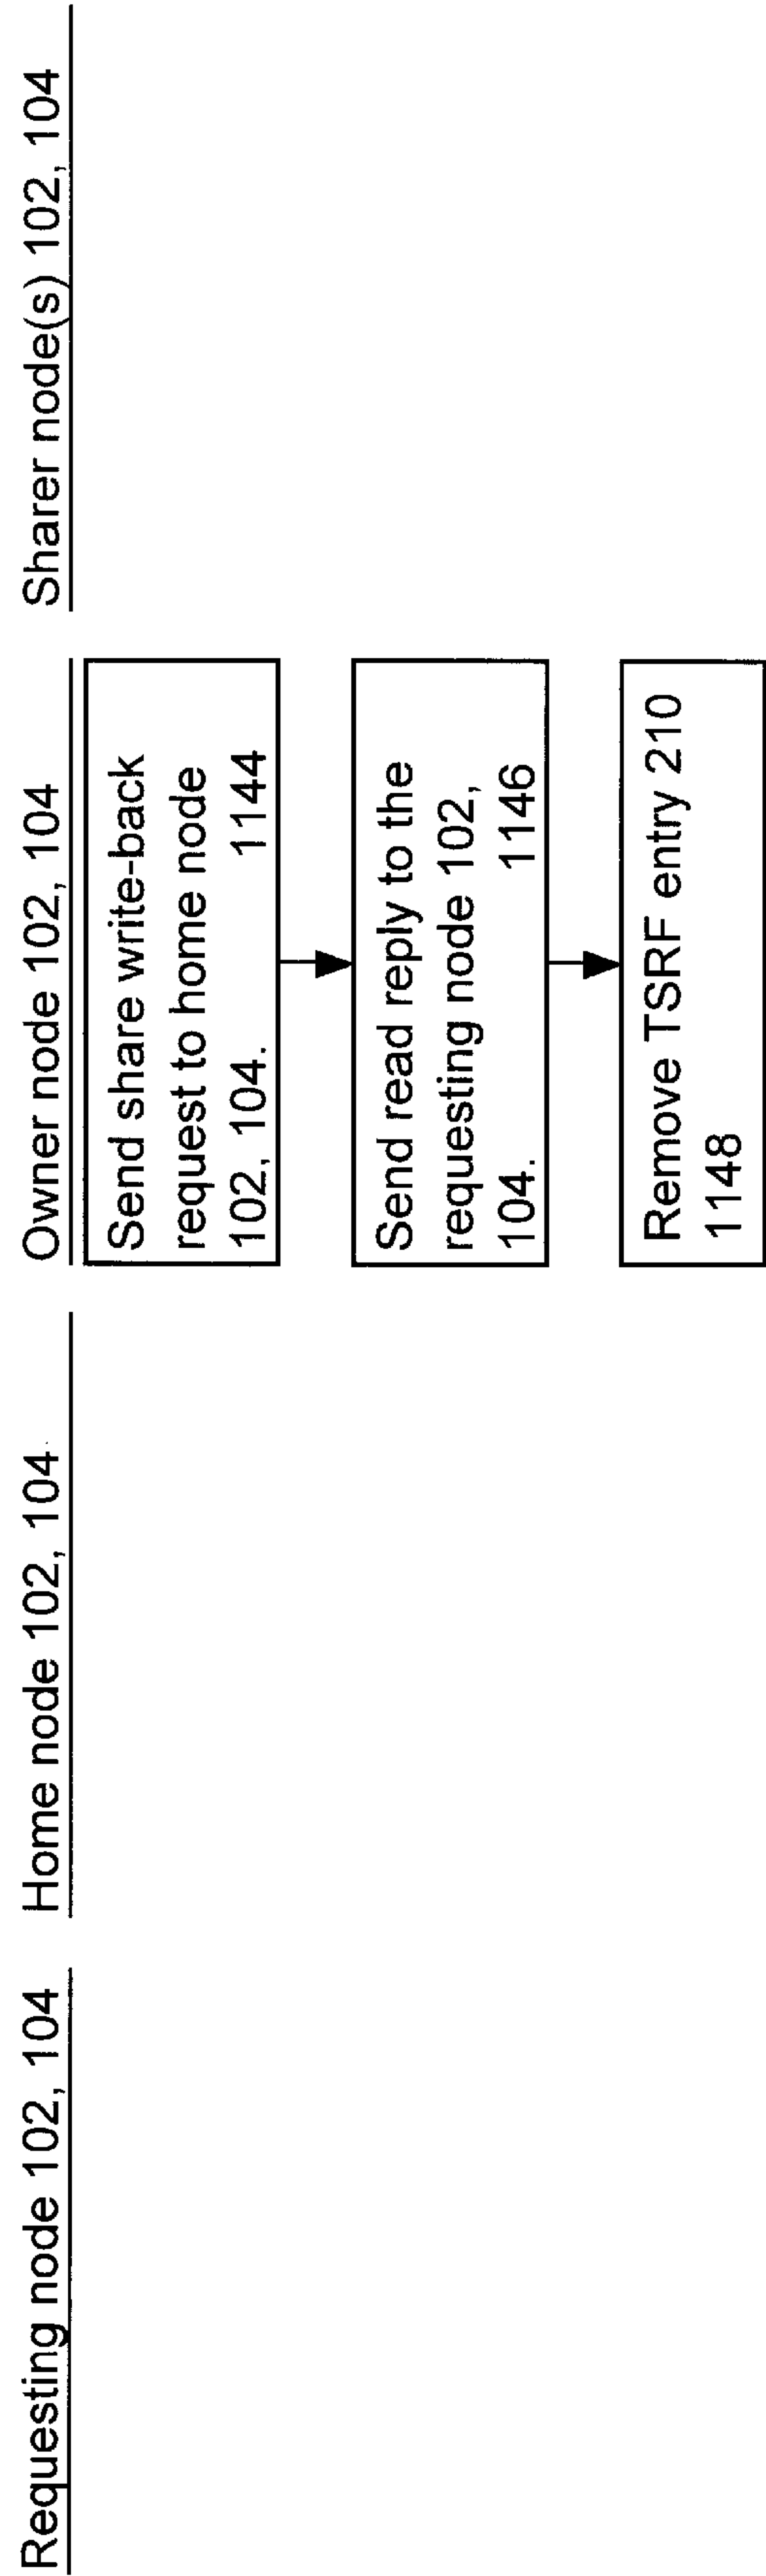 Requesting node 102, 104
Home node 102, 104
Owner node 102, 104
Sharer node(s) 102, 104
Send share write-back
request to home node
102, 104. 1144
Send read reply to the
requesting node 102,
104. 1146
Remove TSRF entry 210
1148